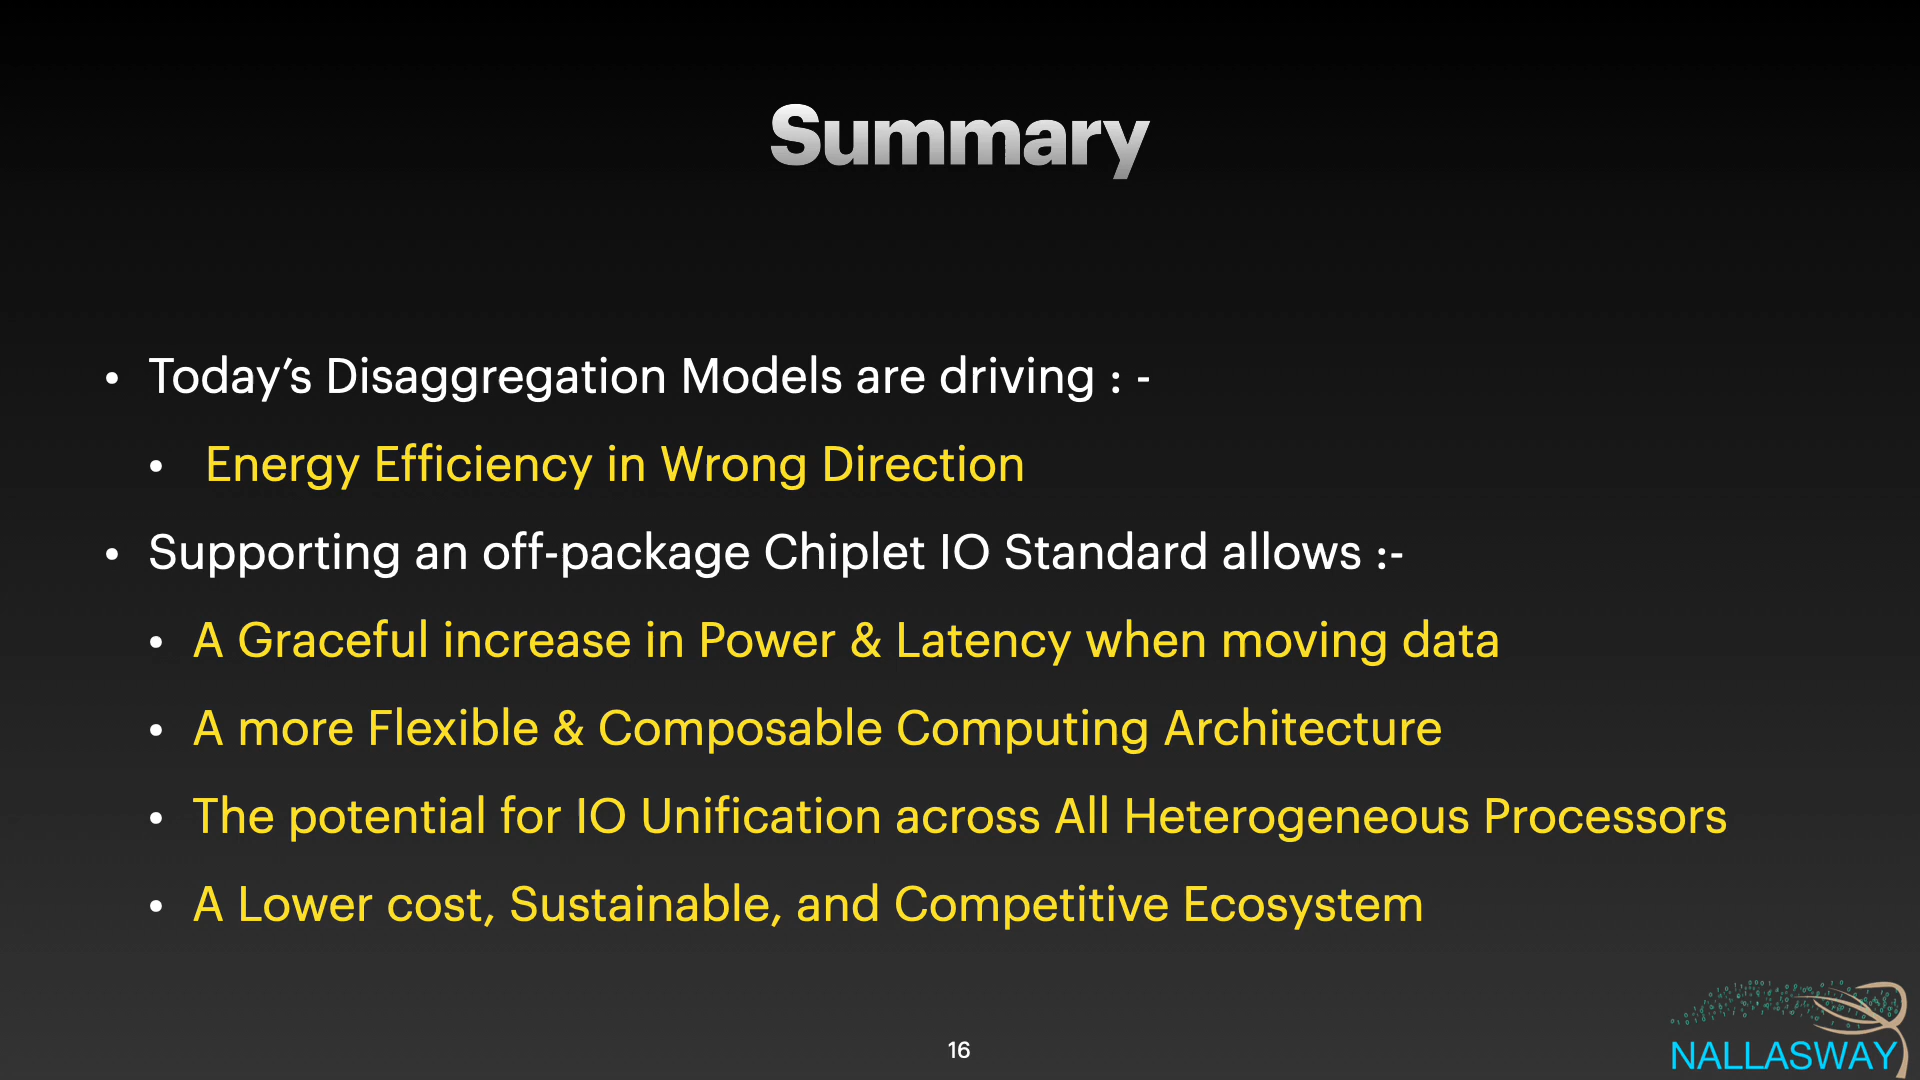 Summary
• Today’s Disaggregation Models are driving : -
• Energy Efficiency in Wrong Direction
• Supporting an off-package Chiplet IO Standard allows :-
• A Graceful increase in Power & Latency when moving data
• A more Flexible & Composable Computing Architecture
• The potential for IO Unification across All Heterogeneous Processors
• A Lower cost, Sustainable, and Competitive Ecosystem
16
NALLASWAY